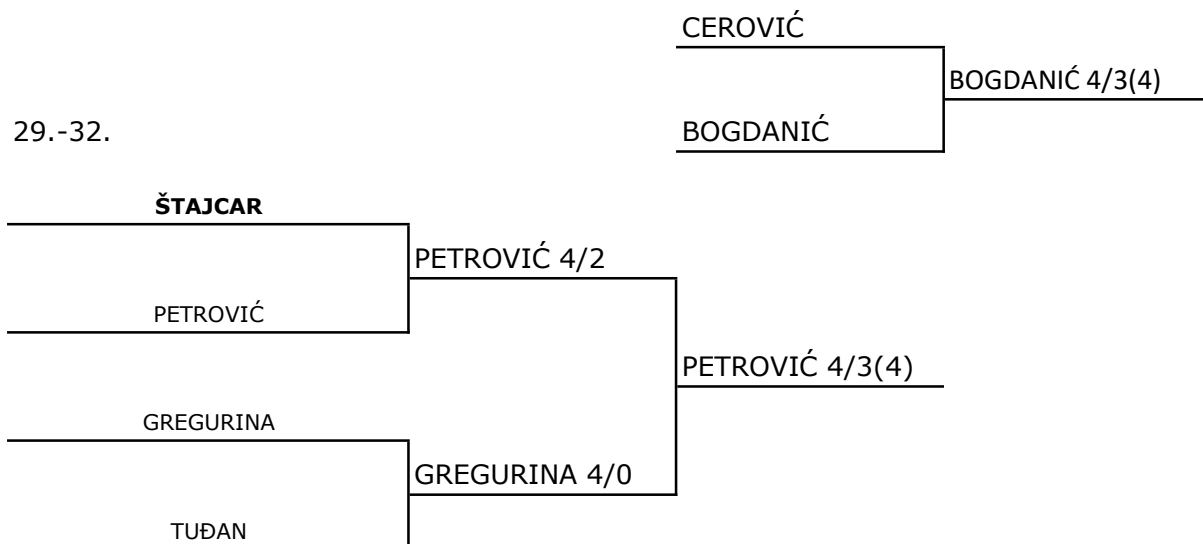 CEROVIĆ
BOGDANIĆ 4/3(4)
29.-32.
BOGDANIĆ
ŠTAJCAR
PETROVIĆ 4/2
PETROVIĆ
PETROVIĆ 4/3(4)
GREGURINA
GREGURINA 4/0
TUĐAN